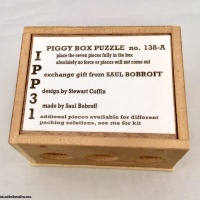 IPP31
PIGGY BOX PUZZLE no. 138-A
place the seven pieces fully in the box
absolutely no force or pieces will not come out
exchange gift from SAUL BOBROFF
design by Stewart Coffin
made by Saul Bobroff
addional pieces available for different
packing solutions, see me for kit